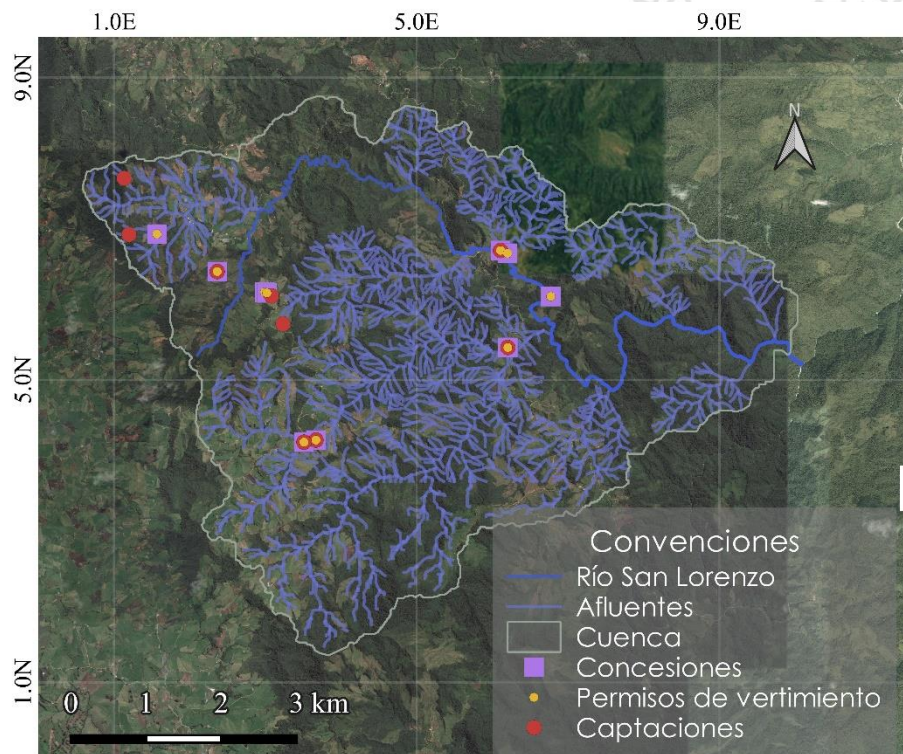 1.0E 5.0E 9.0E
9.0N
N
5.0N
1.0N
Convenciones
Río San Lorenzo
Afluentes
Cuenca
Concesiones
Permisos de vertimiento
Captaciones
0 1 2 3 km